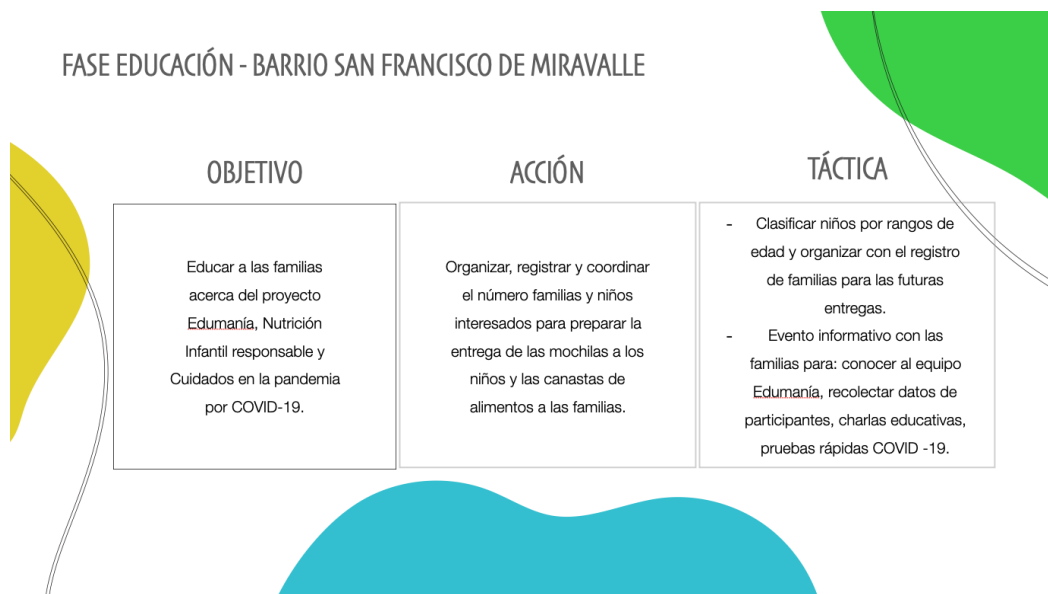 FASE EDUCACIÓN - BARRIO SAN FRANCISCO DE MIRAVALLE
OBJETIVO
Educar a las familias
acerca del proyecto
Edumanía, Nutrición
Infantil responsable y
Cuidados en la pandemia
por COVID-19.
ACCIÓN
Organizar, registrar y coordinar
el número familias y niños
interesados para preparar la
entrega de las mochilas a los
niños y las canastas de
alimentos a las familias.
TÁCTICA
- Clasificar niños por rangos de
edad y organizar con el registro
de familias para las futuras
entregas.
- Evento informativo con las
familias para: conocer al equipo
Edumanía, recolectar datos de
participantes, charlas educativas,
pruebas rápidas COVID -19.